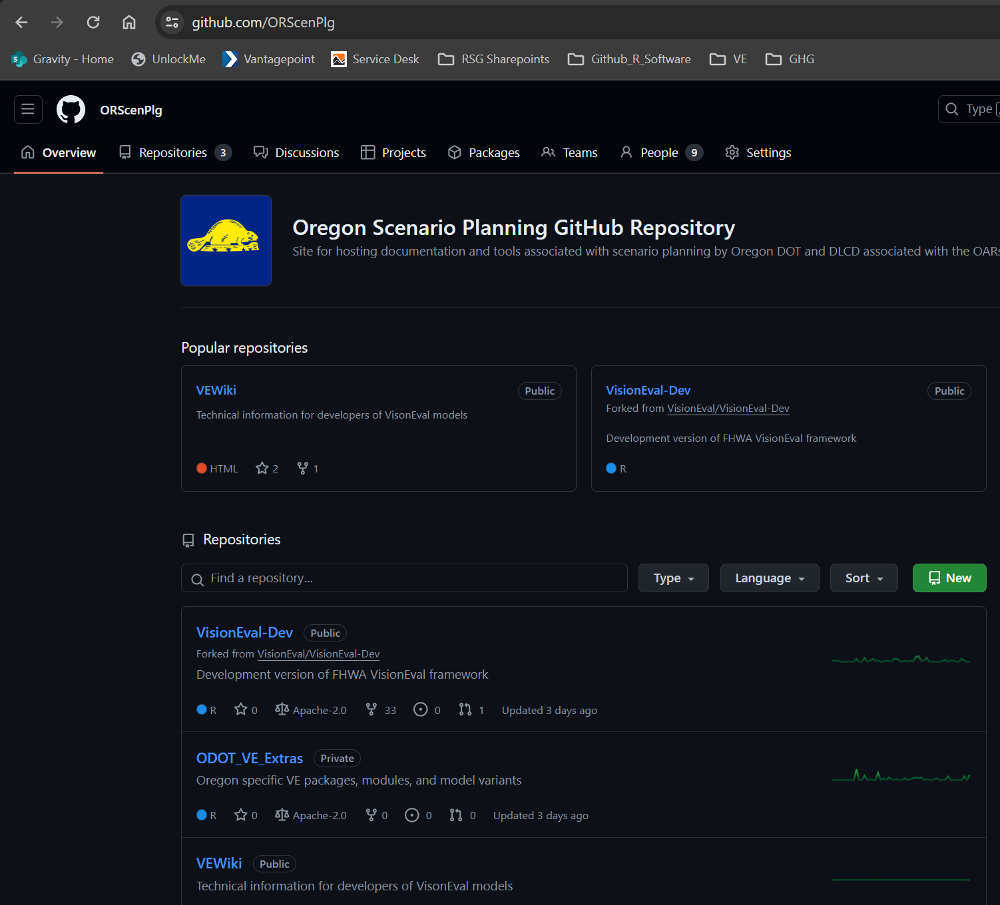 github.com/ORScenPlg
Gravity - Home UnlockMe Vantagepoint Service Desk RSG Sharepoints Github_R_Software VE GHG
ORScenPlg Type
Overview Repositories 3 Discussions Projects Packages Teams People 9 Settings
Oregon Scenario Planning GitHub Repository
Site for hosting documentation and tools associated with scenario planning by Oregon DOT and DLCD associated with the OARs
Popular repositories
VEWiki Public
Technical information for developers of VisonEval models
HTML 2 1
VisionEval-Dev Public
Forked from VisionEval/VisionEval-Dev
Development version of FHWA VisionEval framework
R
Repositories
Find a repository... Type Language Sort New
VisionEval-Dev Public
Forked from VisionEval/VisionEval-Dev
Development version of FHWA VisionEval framework
R 0 Apache-2.0 33 0 1 Updated 3 days ago
ODOT_VE_Extras Private
Oregon specific VE packages, modules, and model variants
R 0 Apache-2.0 0 0 0 Updated 3 days ago
VEWiki Public
Technical information for developers of VisonEval models